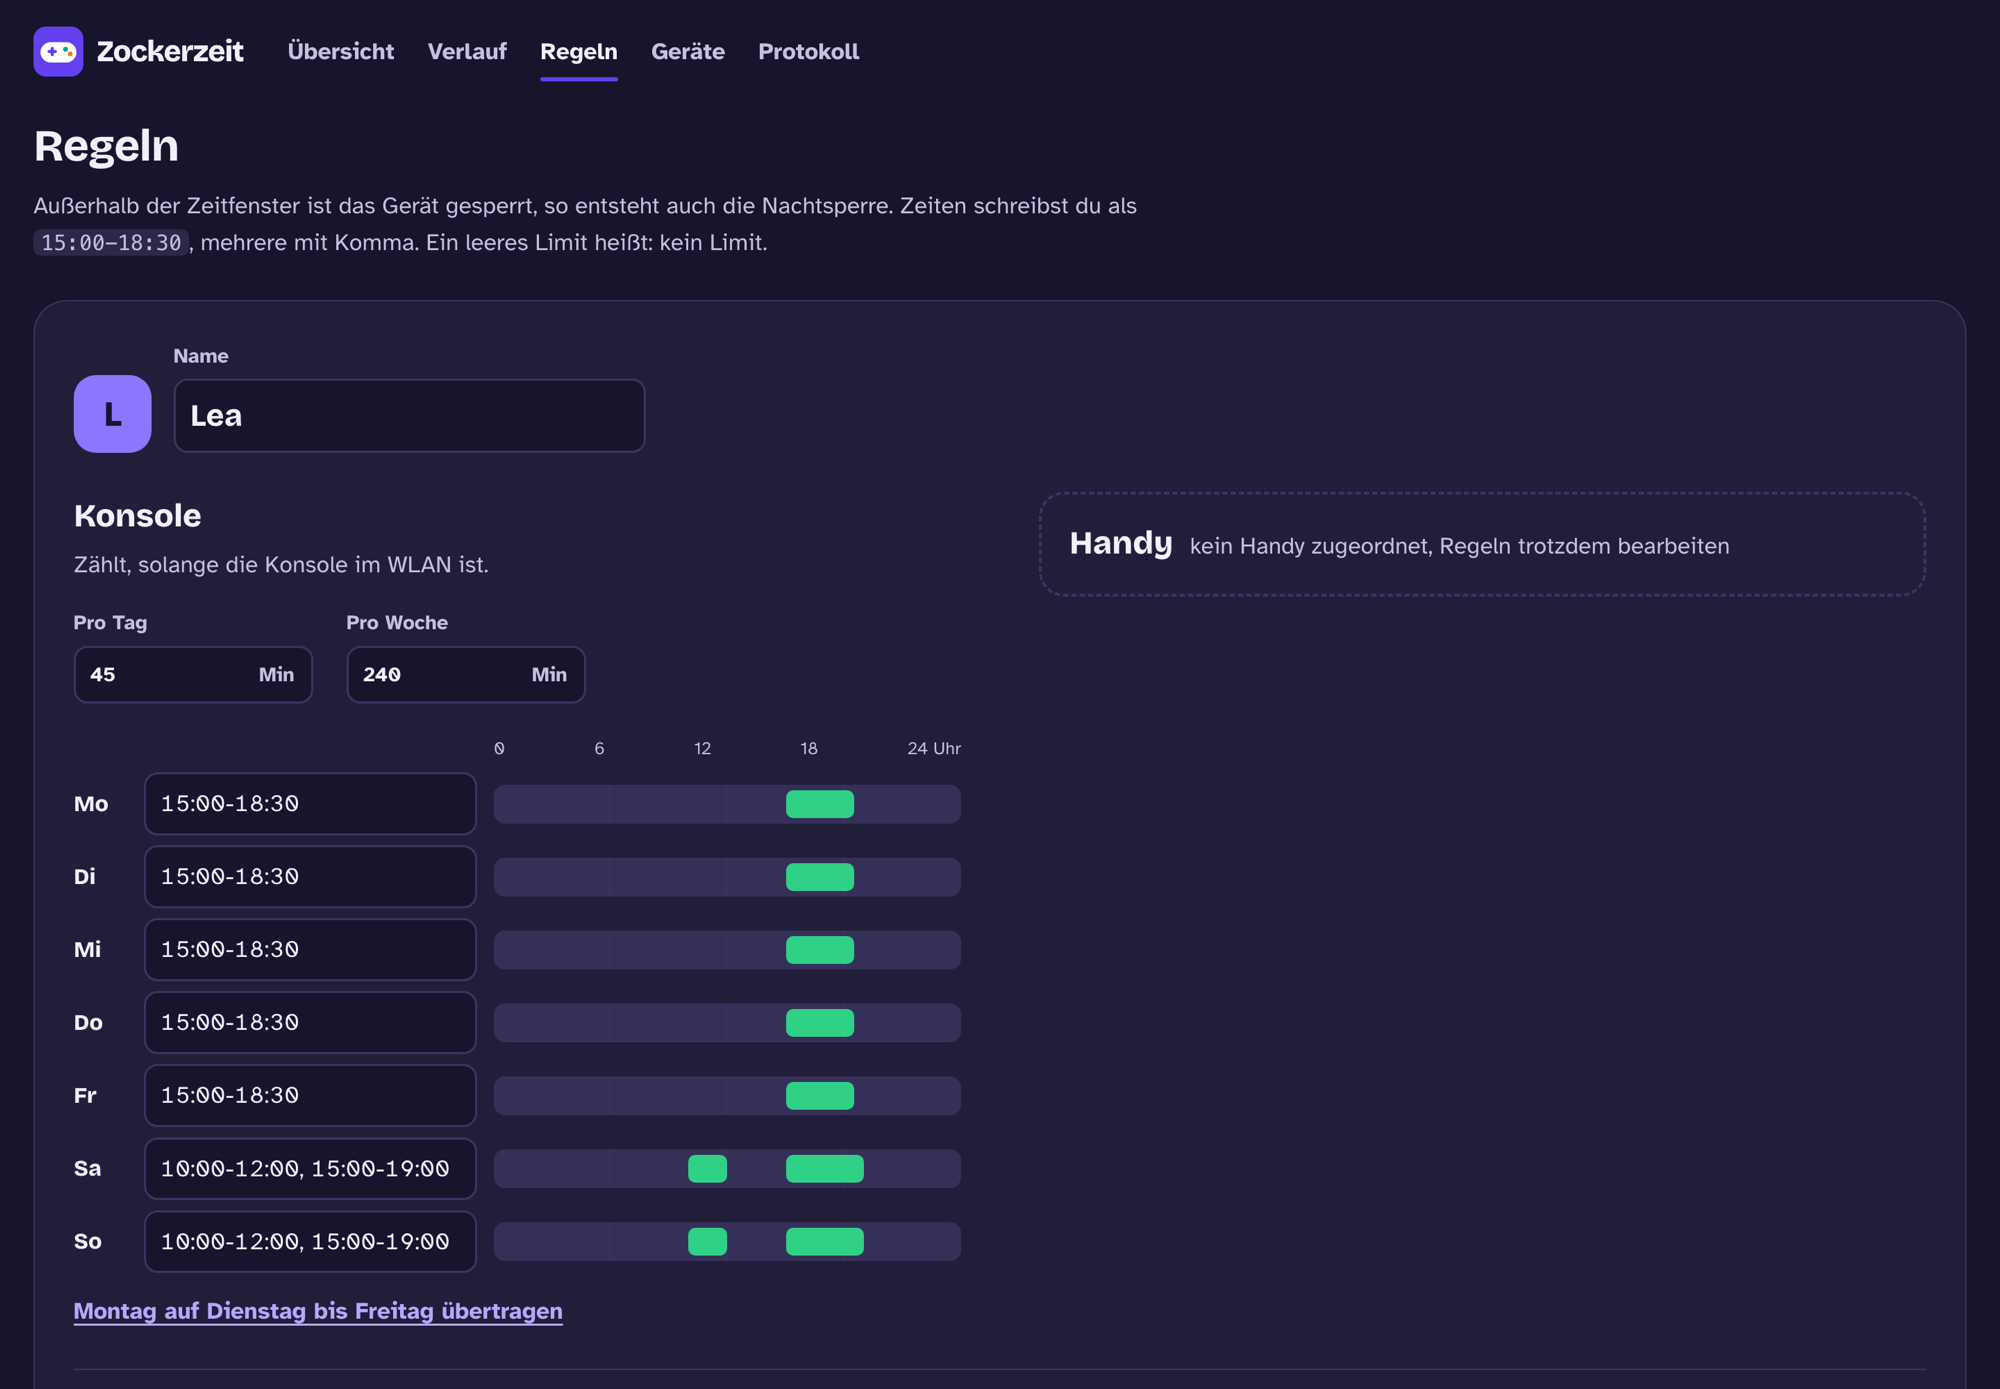 Zockerzeit Übersicht Verlauf Regeln Geräte Protokoll
Regeln
Außerhalb der Zeitfenster ist das Gerät gesperrt, so entsteht auch die Nachtsperre. Zeiten schreibst du als
15:00–18:30, mehrere mit Komma. Ein leeres Limit heißt: kein Limit.
Name
L Lea
Konsole
Zählt, solange die Konsole im WLAN ist.
Pro Tag Pro Woche
45 Min 240 Min
0 6 12 18 24 Uhr
Mo 15:00-18:30
Di 15:00-18:30
Mi 15:00-18:30
Do 15:00-18:30
Fr 15:00-18:30
Sa 10:00-12:00, 15:00-19:00
So 10:00-12:00, 15:00-19:00
Montag auf Dienstag bis Freitag übertragen
Handy kein Handy zugeordnet, Regeln trotzdem bearbeiten